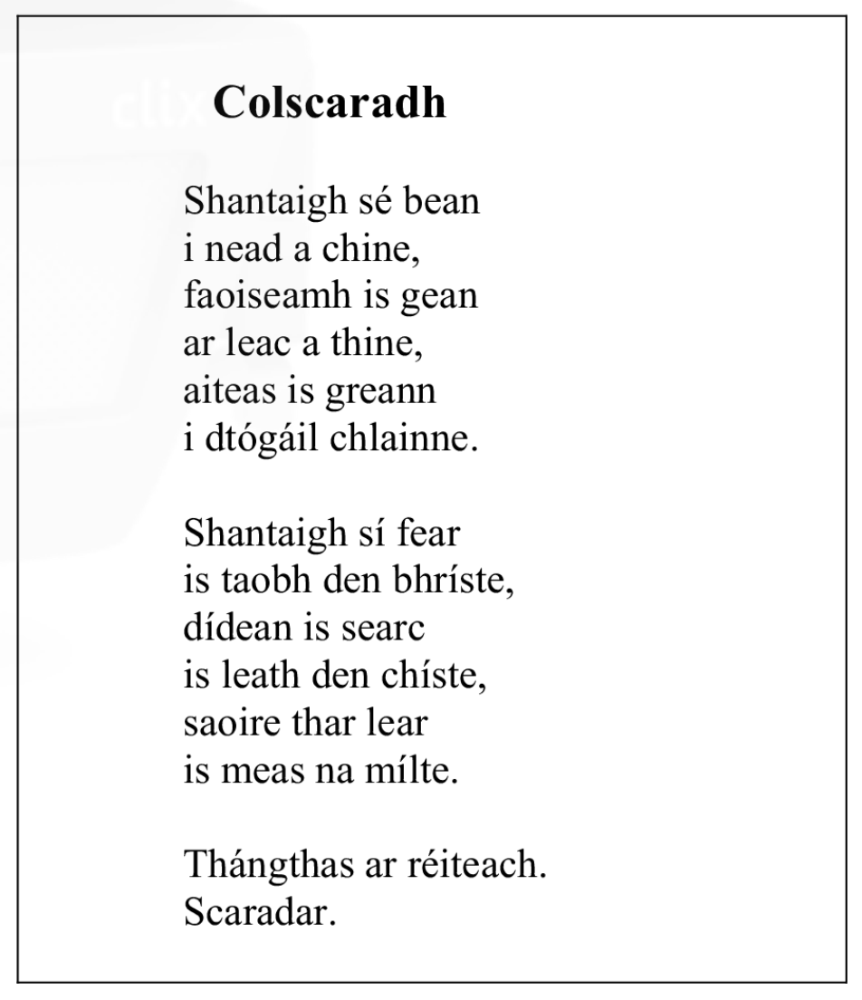 Colscaradh
Shantaigh sé bean
i nead a chine,
faoiseamh is gean
ar leac a thine,
aiteas is greann
i dtógáil chlainne.
Shantaigh sí fear
is taobh den bhríste,
dídean is searc
is leath den chíste,
saoire thar lear
is meas na mílte.
Thángthas ar réiteach.
Scaradar.